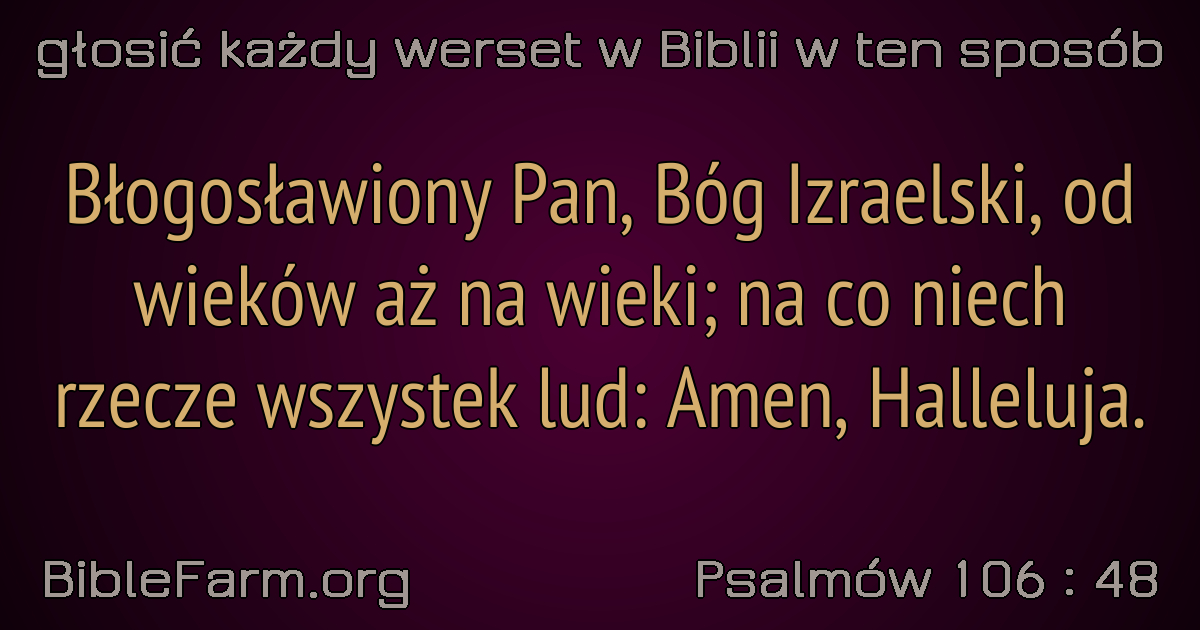 głosić każdy werset w Biblii w ten sposób
Błogosławiony Pan, Bóg Izraelski, od
wieków aż na wieki; na co niech
rzecze wszystek lud: Amen, Halleluja.
BibleFarm.org
Psalmów 106 : 48